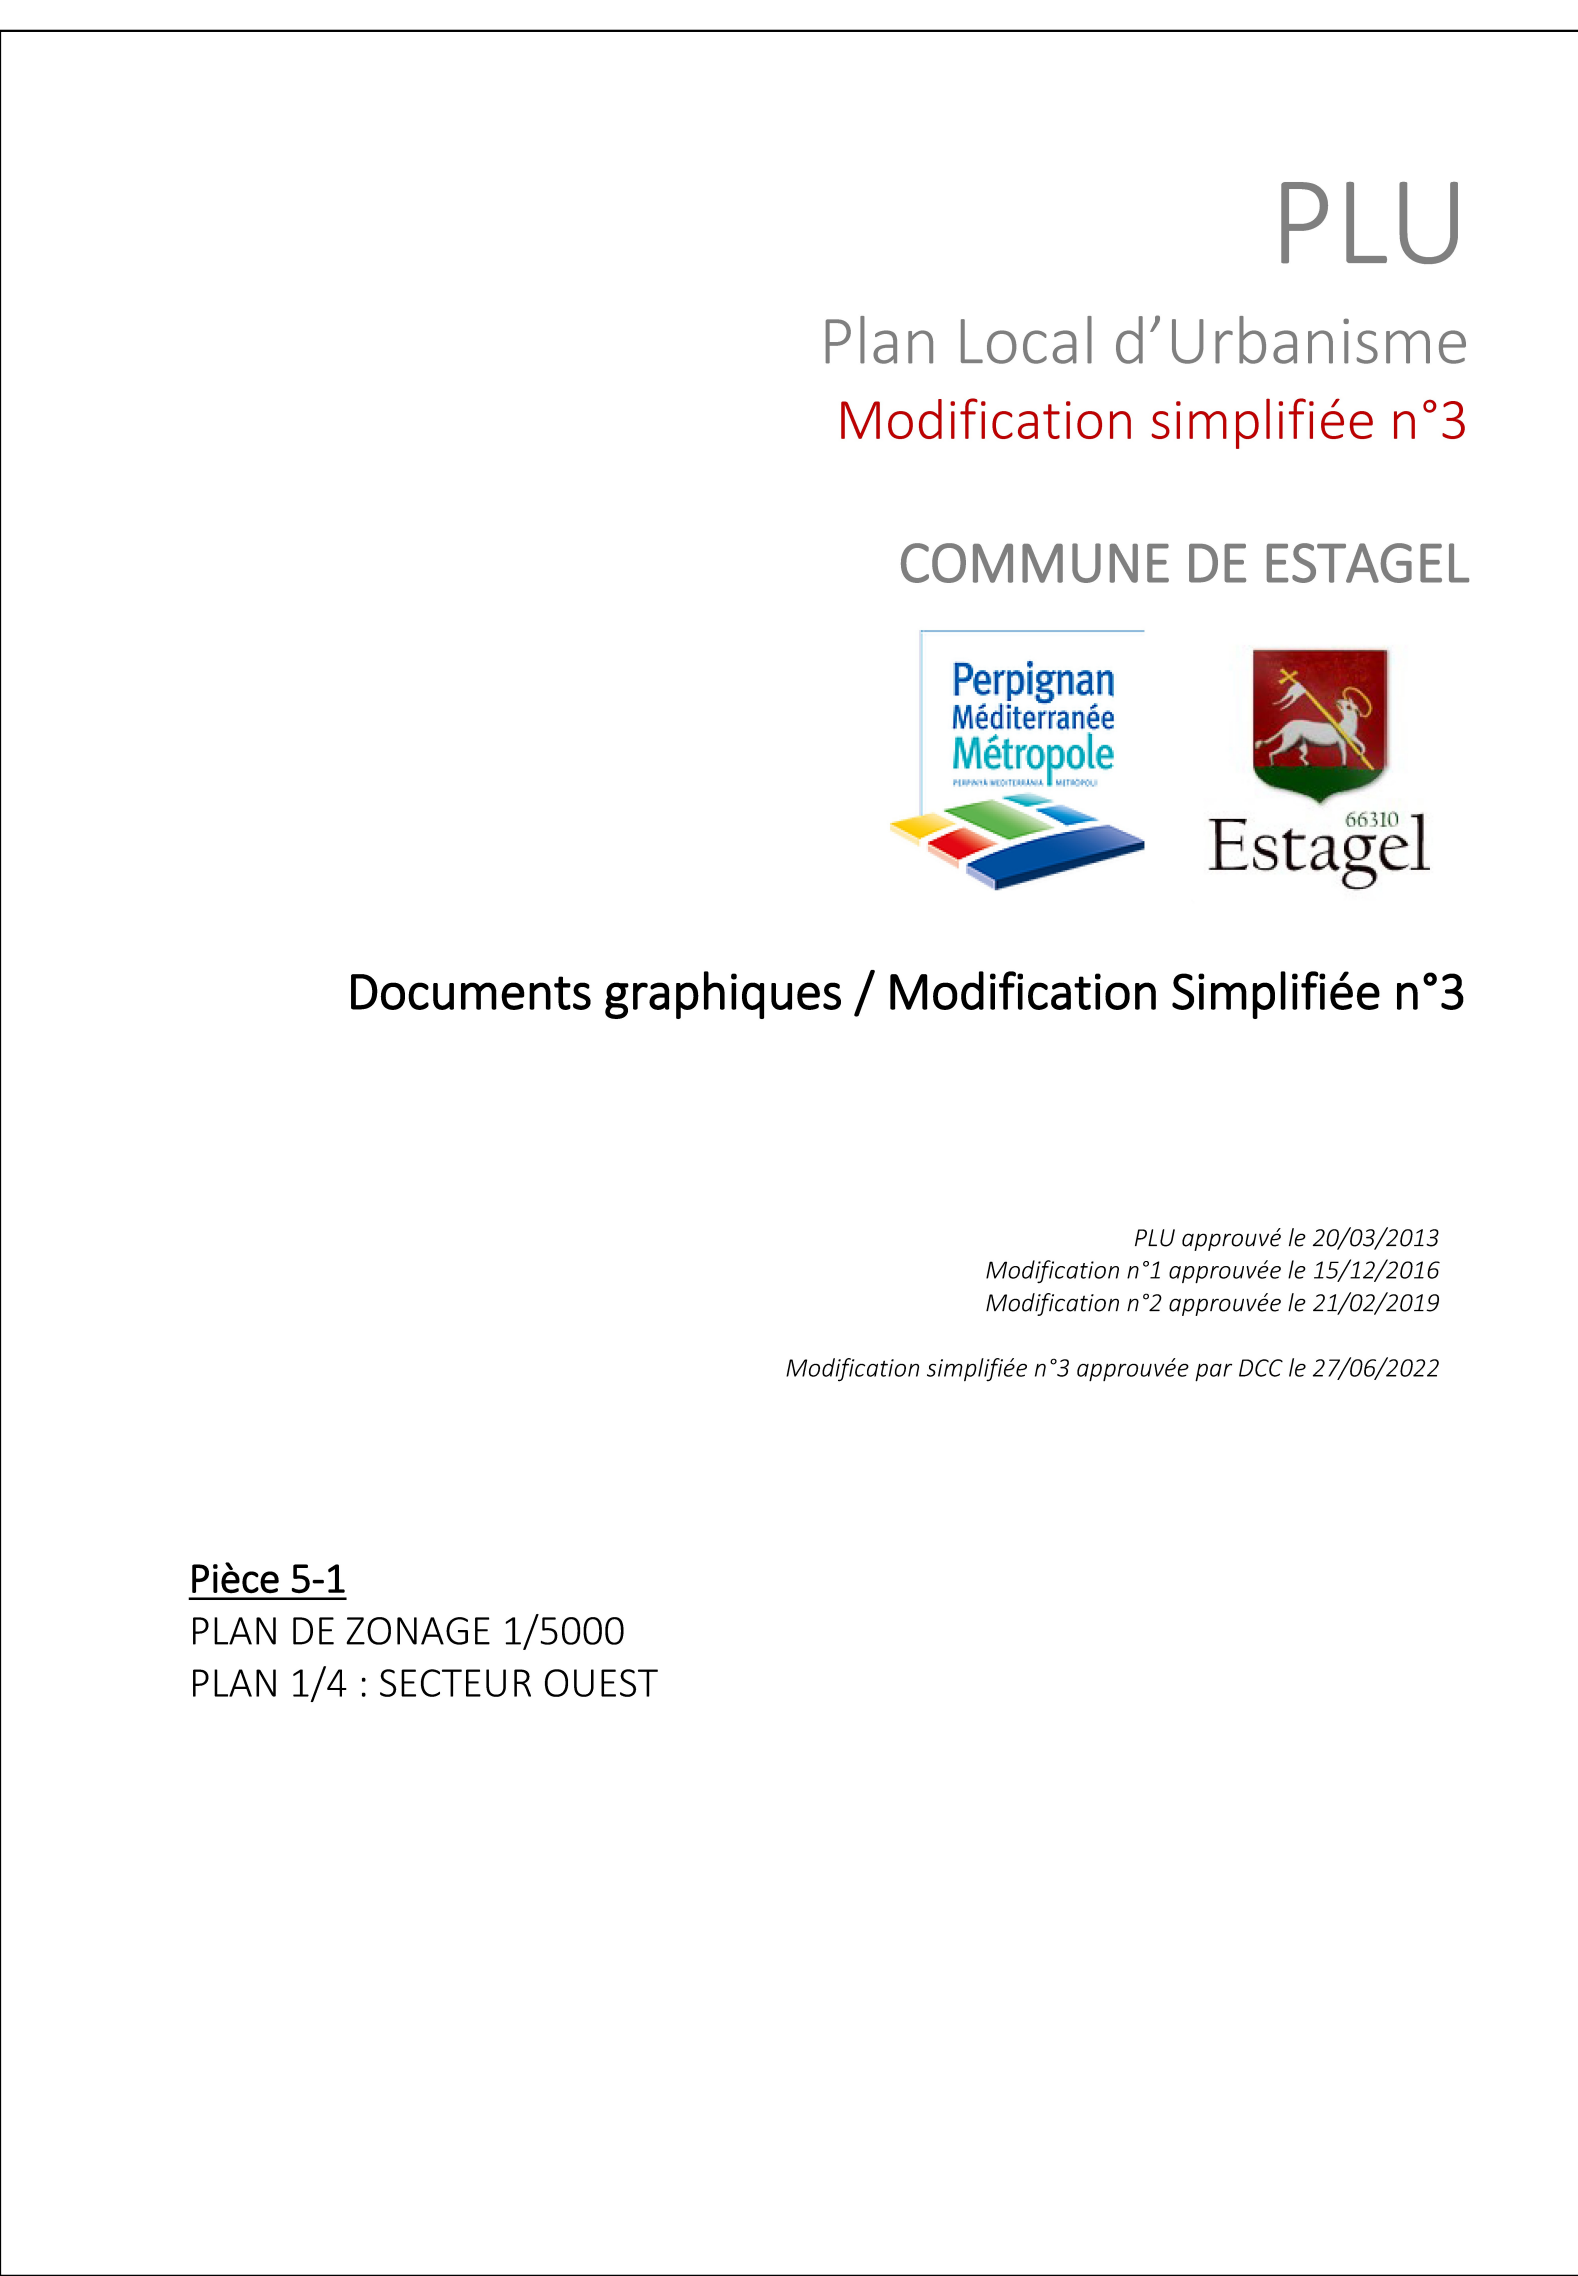 PLU
Plan Local d’Urbanisme
Modification simplifiée n°3
COMMUNE DE ESTAGEL
Perpignan
Méditerranée
Métropole
PERPINYÀ MEDITERRÀNIA METROPOLI
66310
Estagel
Documents graphiques / Modification Simplifiée n°3
PLU approuvé le 20/03/2013
Modification n°1 approuvée le 15/12/2016
Modification n°2 approuvée le 21/02/2019
Modification simplifiée n°3 approuvée par DCC le 27/06/2022
Pièce 5-1
PLAN DE ZONAGE 1/5000
PLAN 1/4 : SECTEUR OUEST